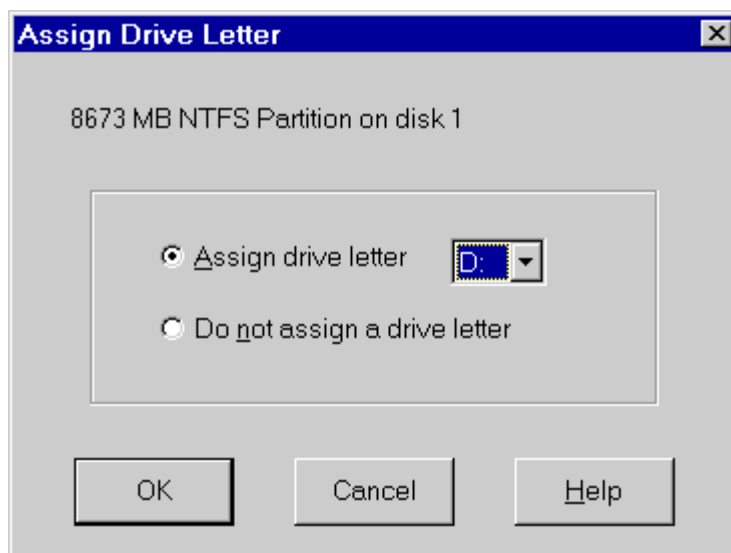 Assign Drive Letter
8673 MB NTFS Partition on disk 1
Assign drive letter D:
Do not assign a drive letter
OK Cancel Help